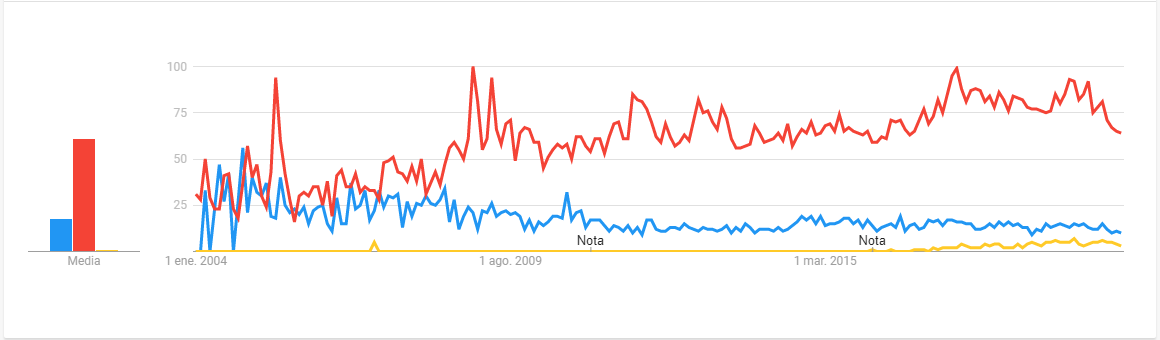 100
75
50
25
Nota
Nota
Media
1 ene. 2004
1 ago. 2009
1 mar. 2015